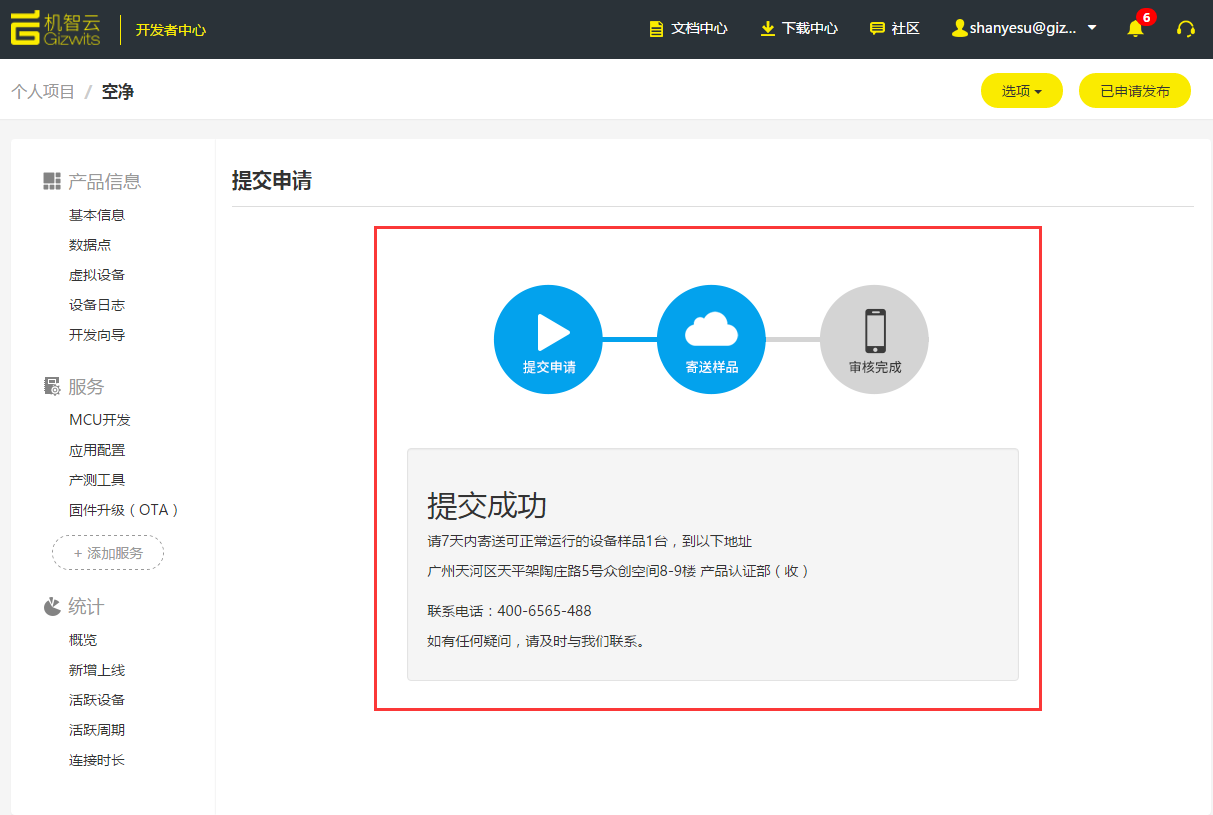 机智云
Gizwits
开发者中心
文档中心
下载中心
社区
shanyesu@giz...
6
个人项目 / 空净
选项
已申请发布
产品信息
基本信息
数据点
虚拟设备
设备日志
开发向导
服务
MCU开发
应用配置
产测工具
固件升级（OTA）
+ 添加服务
统计
概览
新增上线
活跃设备
活跃周期
连接时长
提交申请
提交申请
寄送样品
审核完成
提交成功
请7天内寄送可正常运行的设备样品1台，到以下地址
广州天河区天平架陶庄路5号众创空间8-9楼 产品认证部（收）
联系电话：400-6565-488
如有任何疑问，请及时与我们联系。